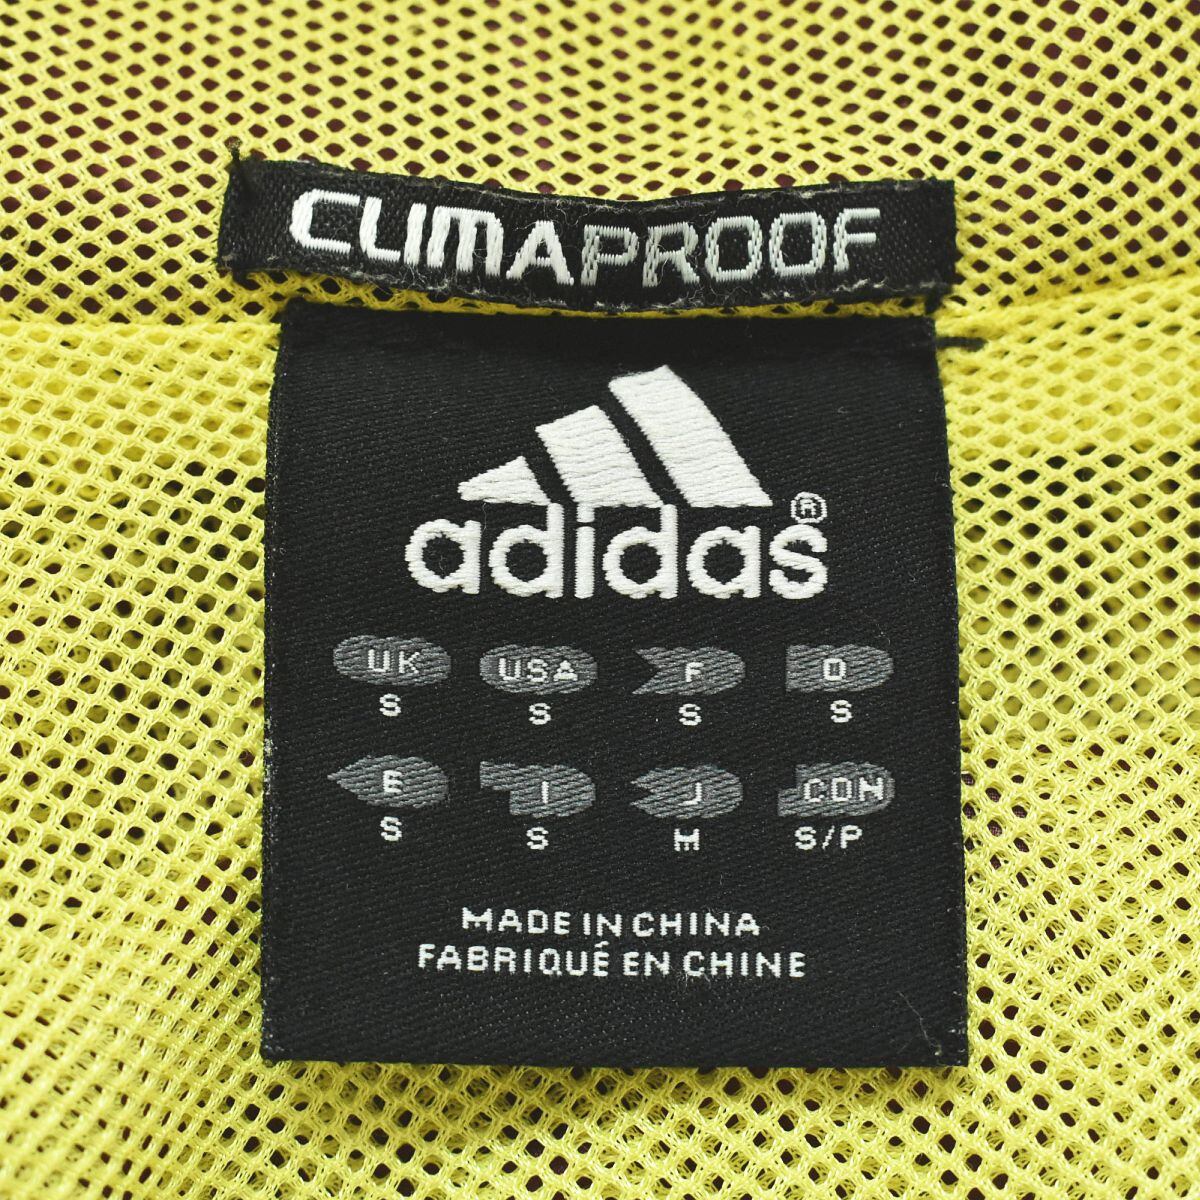 CLIMAPROOF
adidas®
UK USA F D
S S S S
E I J CDN
S S M S/P
MADE IN CHINA
FABRIQUÉ EN CHINE